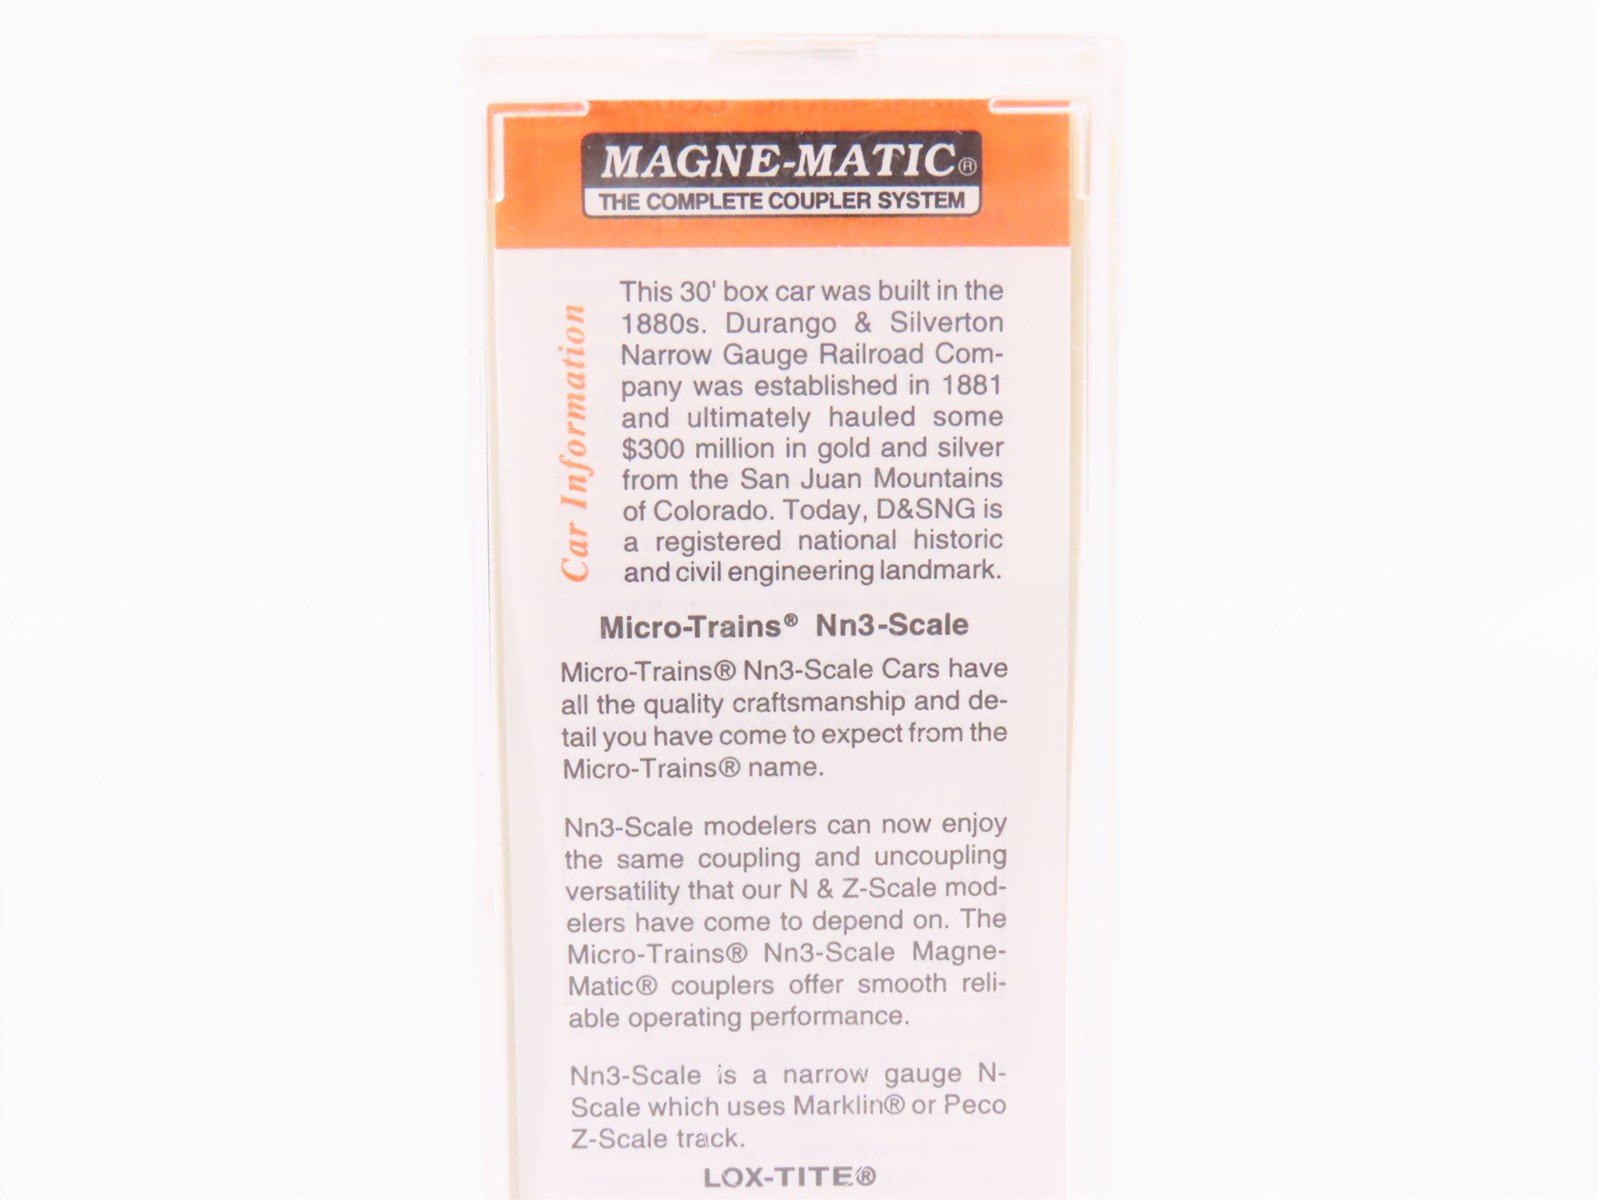 MAGNE-MATIC®
THE COMPLETE COUPLER SYSTEM
Car Information
This 30' box car was built in the
1880s. Durango & Silverton
Narrow Gauge Railroad Com-
pany was established in 1881
and ultimately hauled some
$300 million in gold and silver
from the San Juan Mountains
of Colorado. Today, D&SNG is
a registered national historic
and civil engineering landmark.
Micro-Trains® Nn3-Scale
Micro-Trains® Nn3-Scale Cars have
all the quality craftsmanship and de-
tail you have come to expect from the
Micro-Trains® name.
Nn3-Scale modelers can now enjoy
the same coupling and uncoupling
versatility that our N & Z-Scale mod-
elers have come to depend on. The
Micro-Trains® Nn3-Scale Magne-
Matic® couplers offer smooth reli-
able operating performance.
Nn3-Scale is a narrow gauge N-
Scale which uses Marklin® or Peco
Z-Scale track.
LOX-TITE®